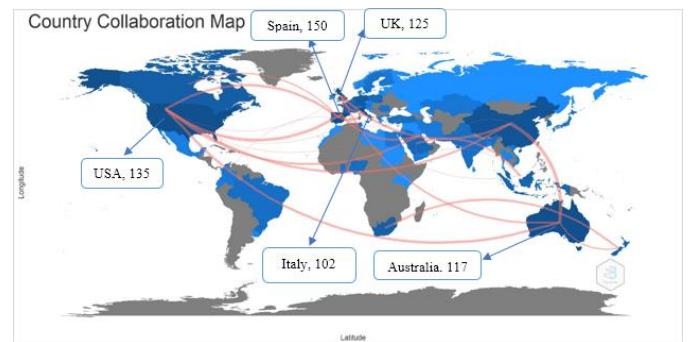 Country Collaboration Map
Spain, 150
UK, 125
USA, 135
Italy, 102
Australia. 117
Longitude
Latitude